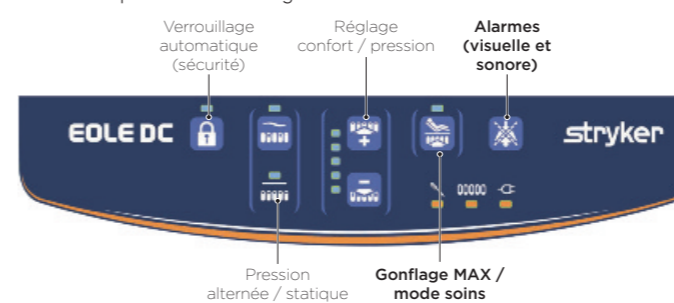 Verrouillage
automatique
(sécurité)
Réglage
confort / pression
Alarmes
(visuelle et
sonore)
EOLE DC
stryker
Pression
alternée / statique
Gonflage MAX /
mode soins